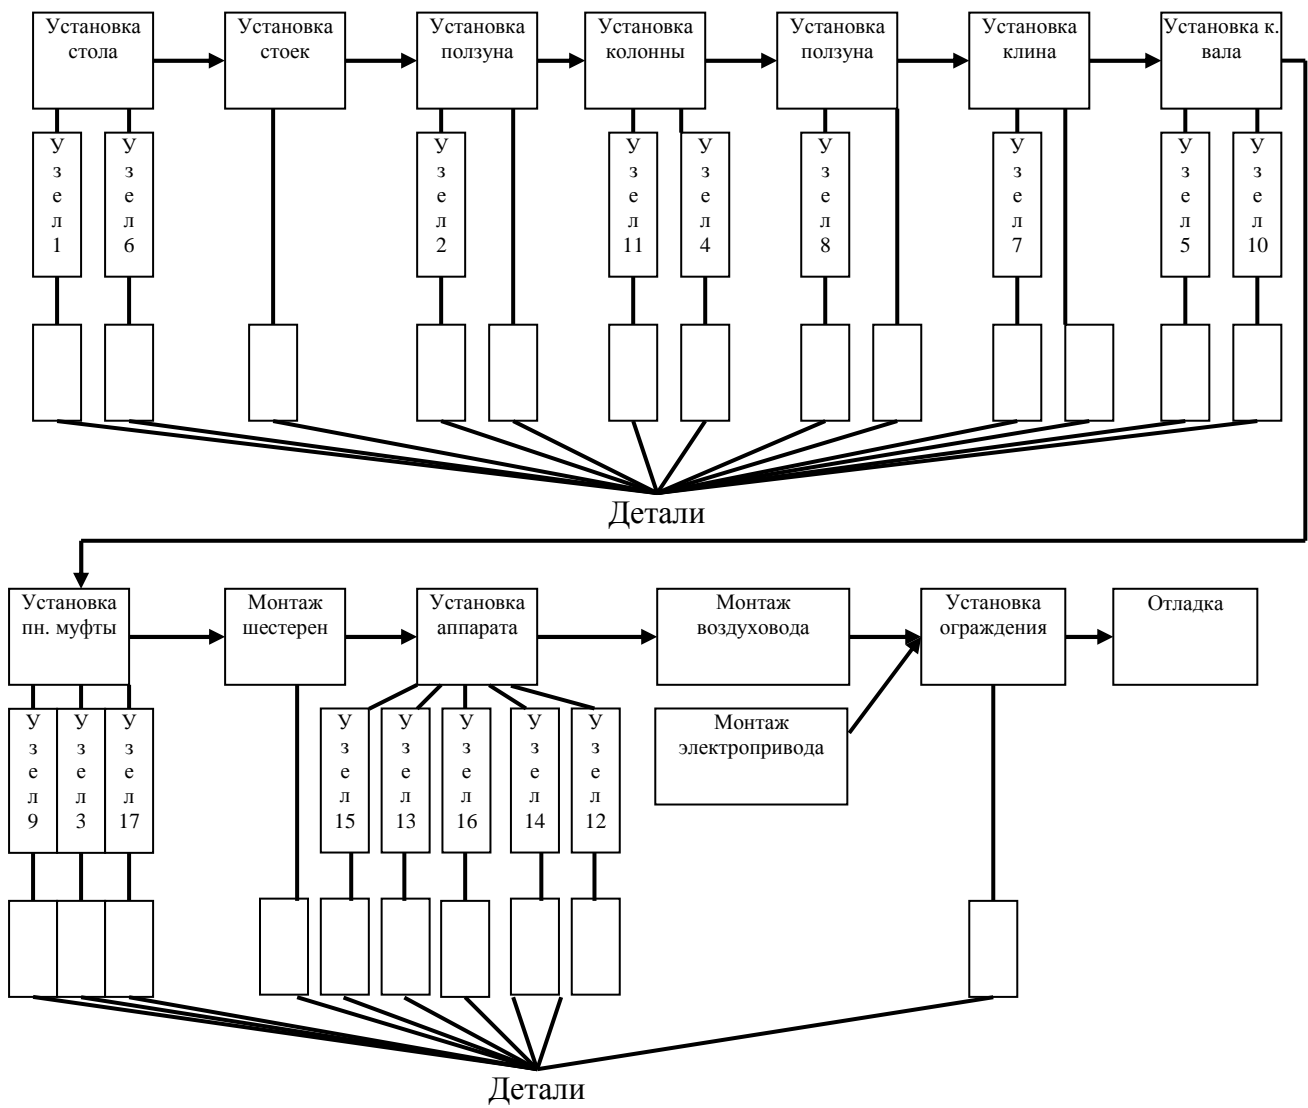 Установка
стола
Установка
стоек
Установка
ползуна
Установка
колонны
Установка
ползуна
Установка
клина
Установка к.
вала
Узел
1
Узел
6
Узел
2
Узел
11
Узел
4
Узел
8
Узел
7
Узел
5
Узел
10
Детали
Установка
пн. муфты
Монтаж
шестерен
Установка
аппарата
Монтаж
воздуховода
Установка
ограждения
Отладка
Узел
9
Узел
3
Узел
17
Узел
15
Узел
13
Узел
16
Узел
14
Узел
12
Монтаж
электропривода
Детали